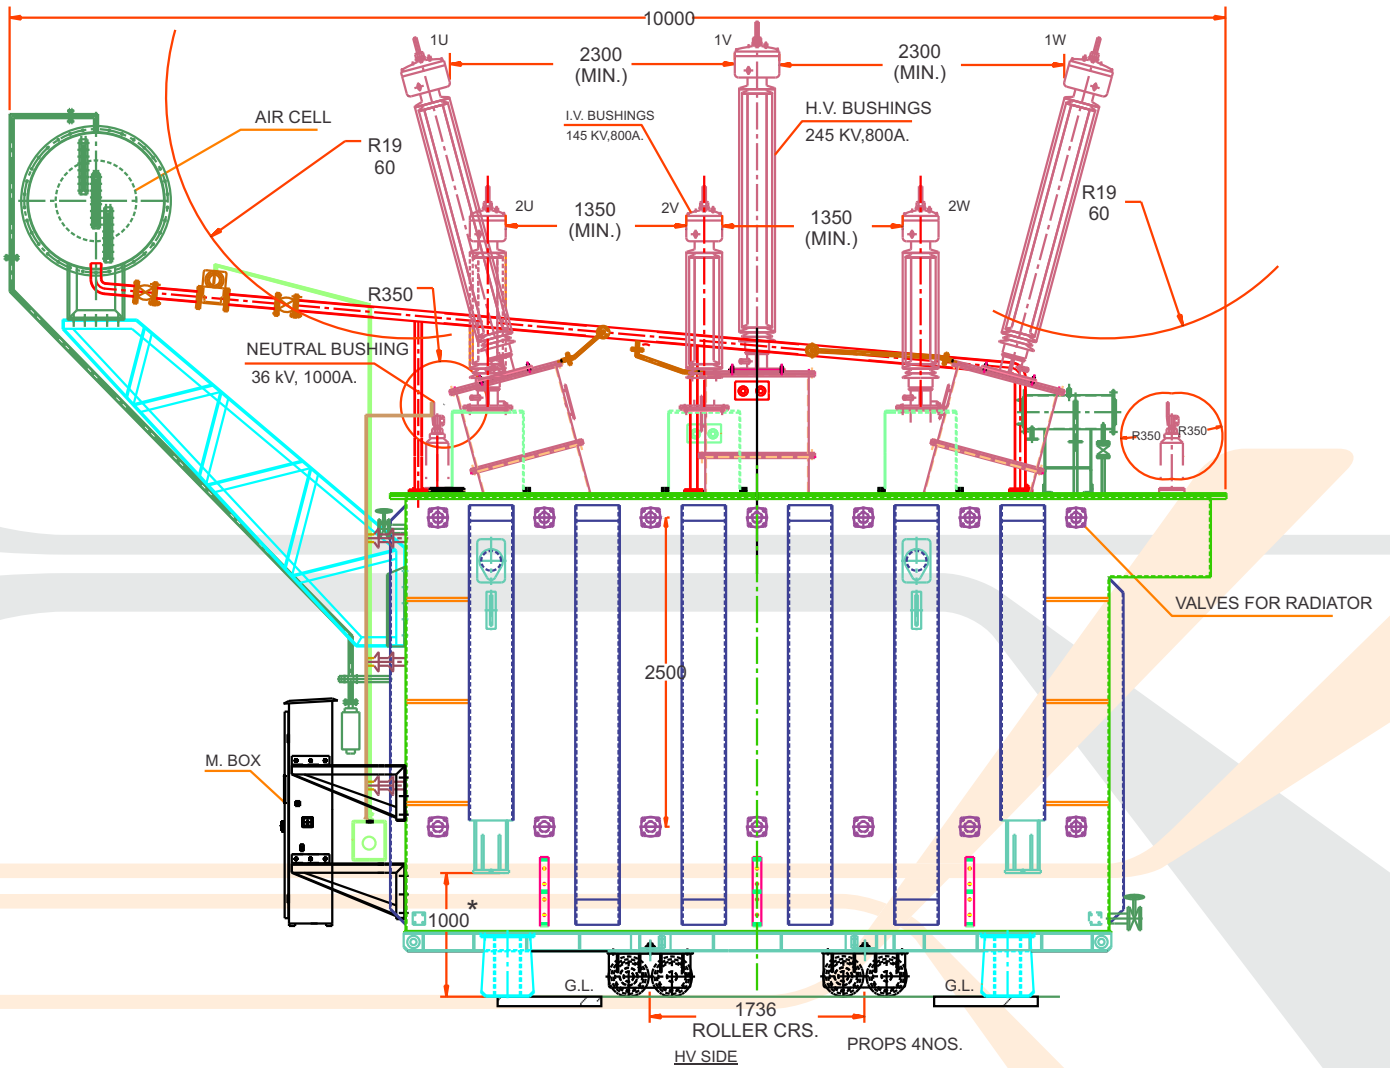 10000
1U
1V
1W
2300
(MIN.)
2300
(MIN.)
AIR CELL
I.V. BUSHINGS
145 KV,800A.
H.V. BUSHINGS
245 KV,800A.
R19
60
R19
60
2U
1350
(MIN.)
2V
1350
(MIN.)
2W
R350
NEUTRAL BUSHING
36 kV, 1000A.
R350
R350
VALVES FOR RADIATOR
2500
M. BOX
1000 *
G.L.
G.L.
1736
ROLLER CRS.
PROPS 4NOS.
HV SIDE